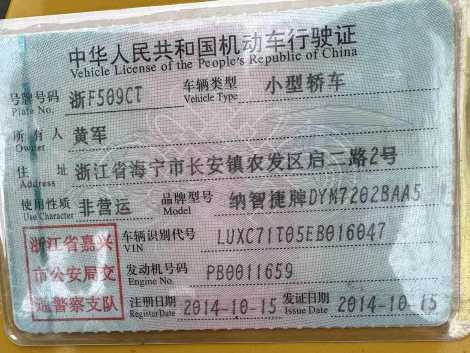 中华人民共和国机动车行驶证
Vehicle License of the People's Republic of China
号牌号码 浙F509CT 车辆类型 小型轿车
Plate No. Vehicle Type
所有人 黄军
Owner
住址 浙江省海宁市长安镇农发区启二路2号
Address
使用性质 非营运 品牌型号 纳智捷牌DYM7202BAA5
Use Character Model
浙江省嘉兴
市公安局交
通警察支队
车辆识别代号 LUXC71T05EB016047
VIN
发动机号码 PB0011659
Engine No.
注册日期 2014-10-15 发证日期 2014-10-15
Register Date Issue Date